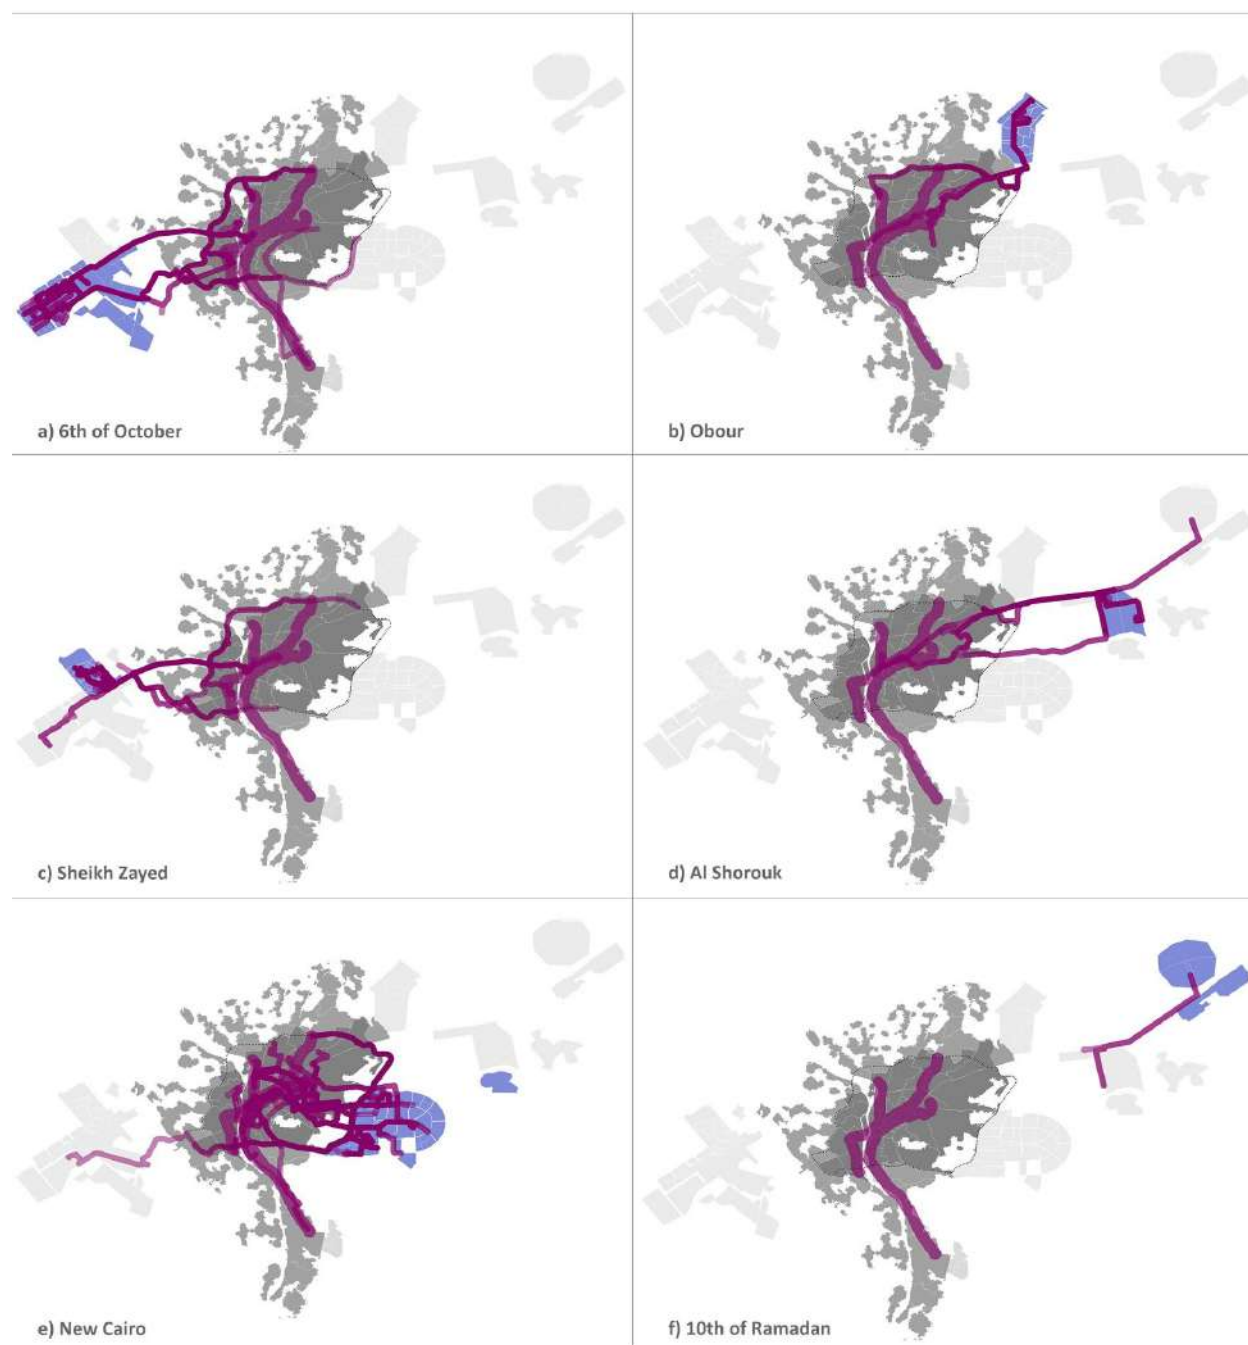 a) 6th of October
b) Obour
c) Sheikh Zayed
d) Al Shorouk
e) New Cairo
f) 10th of Ramadan